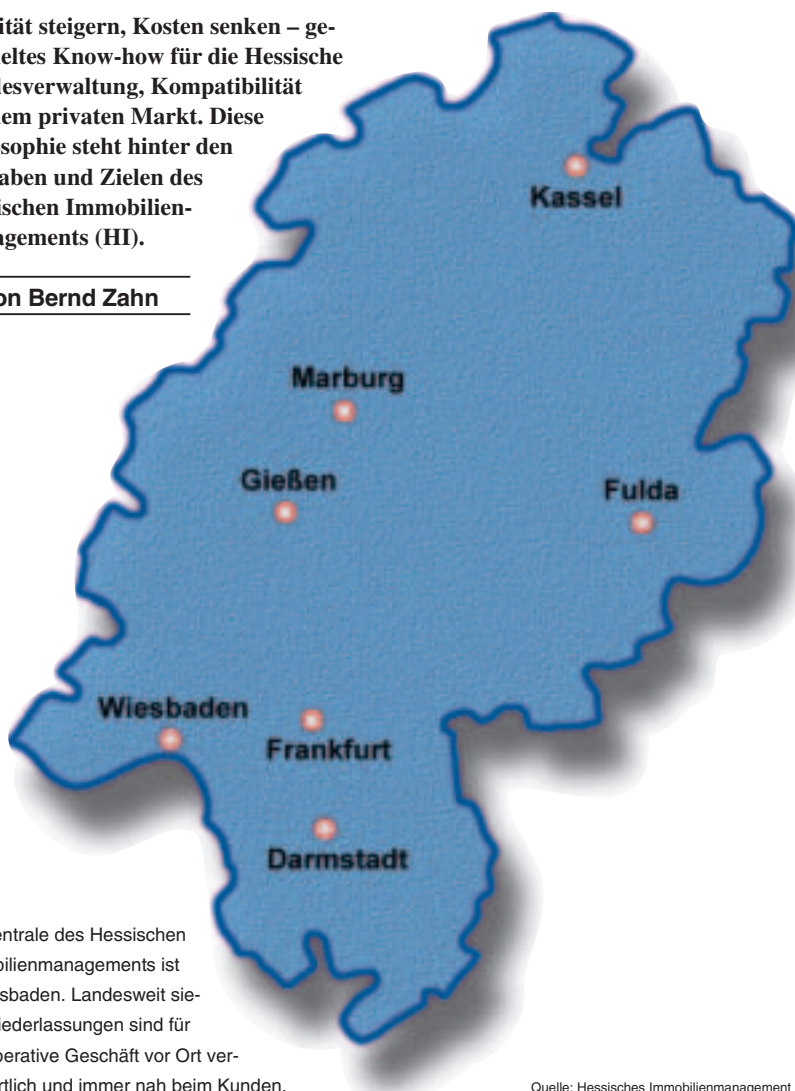 ität steigern, Kosten senken – ge-
eltes Know-how für die Hessische
esverwaltung, Kompatibilität
em privaten Markt. Diese
osophie steht hinter den
aben und Zielen des
ischen Immobilien-
agements (HI).
on Bernd Zahn
Kassel
Marburg
Gießen
Fulda
Wiesbaden
Frankfurt
Darmstadt
entrale des Hessischen
bilienmanagements ist
sbaden. Landesweit sie-
iederlassungen sind für
perative Geschäft vor Ort ver-
rtlich und immer nah beim Kunden.
Quelle: Hessisches Immobilienmanagement